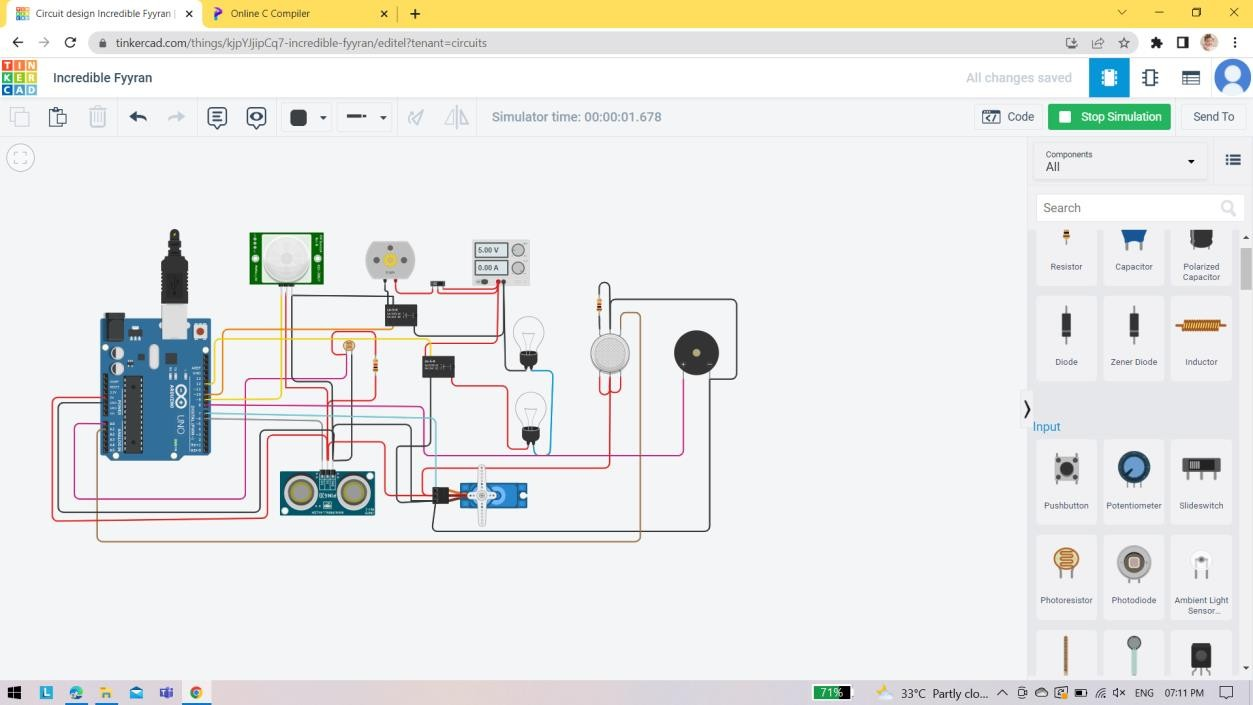 Circuit design Incredible Fyyran |
Online C Compiler
tinkercad.com/things/kjpYJjipCq7-incredible-fyyran/editel?tenant=circuits
TIN
KER
CAD
Incredible Fyyran
All changes saved
Simulator time: 00:00:01.678
Code
Stop Simulation
Send To
Components
All
Search
Resistor
Capacitor
Polarized
Capacitor
Diode
Zener Diode
Inductor
Input
Pushbutton
Potentiometer
Slideswitch
Photoresistor
Photodiode
Ambient Light
Sensor...
5.00 V
0.00 A
ARDUINO
UNO
71%
33°C Partly clo...
ENG
07:11 PM